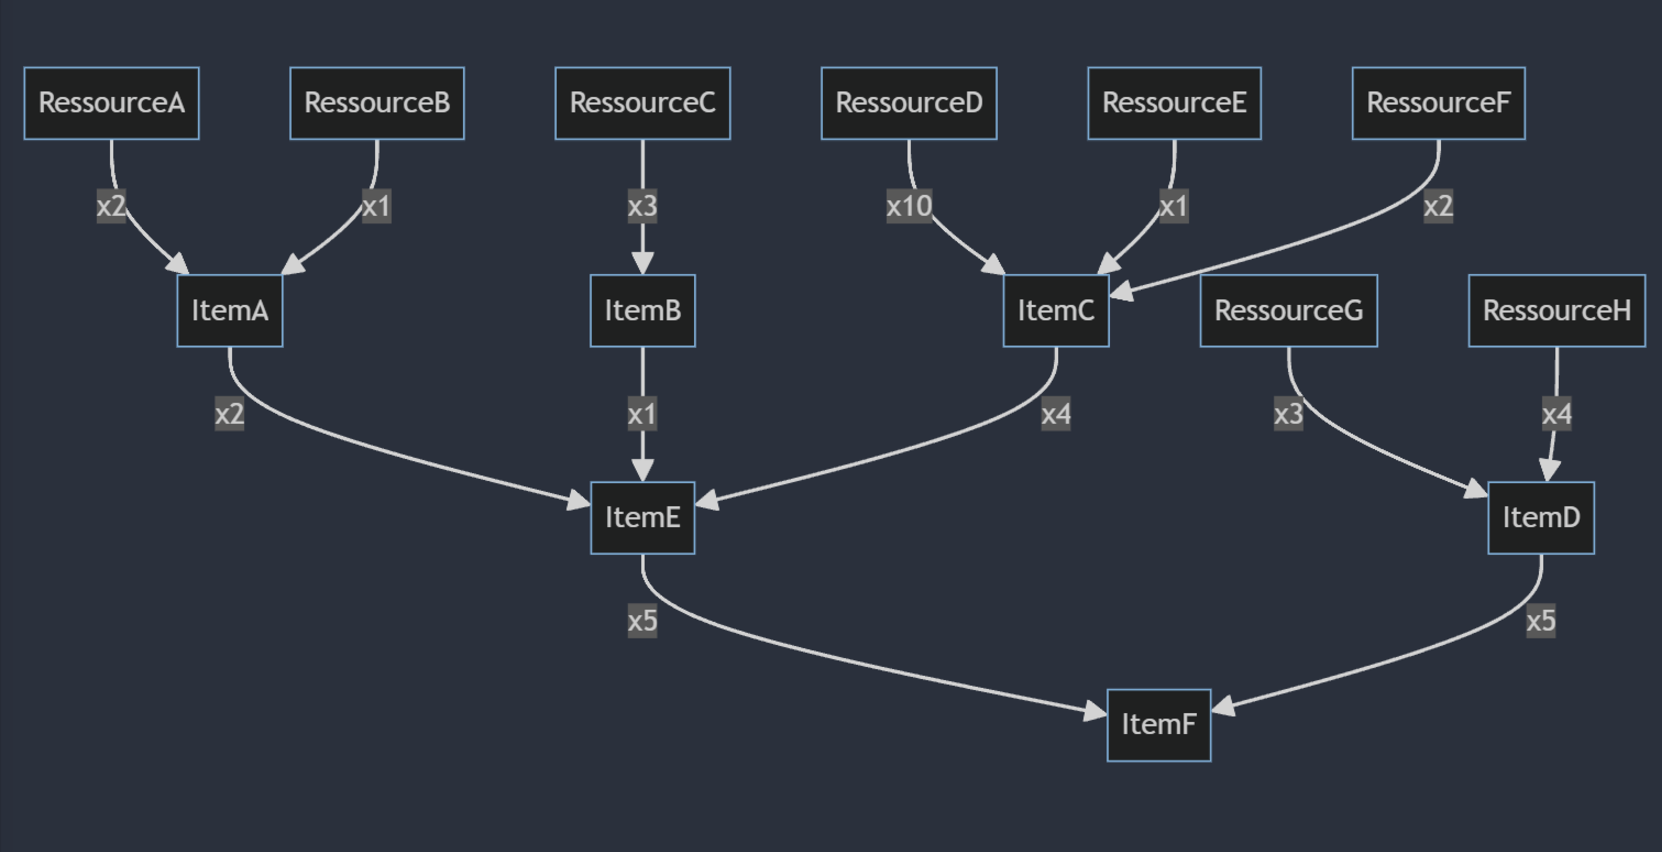 RessourceA
RessourceB
RessourceC
RessourceD
RessourceE
RessourceF
x2
x1
x3
x10
x1
x2
ItemA
ItemB
ItemC
RessourceG
RessourceH
x2
x1
x4
x3
x4
ItemE
ItemD
x5
x5
ItemF